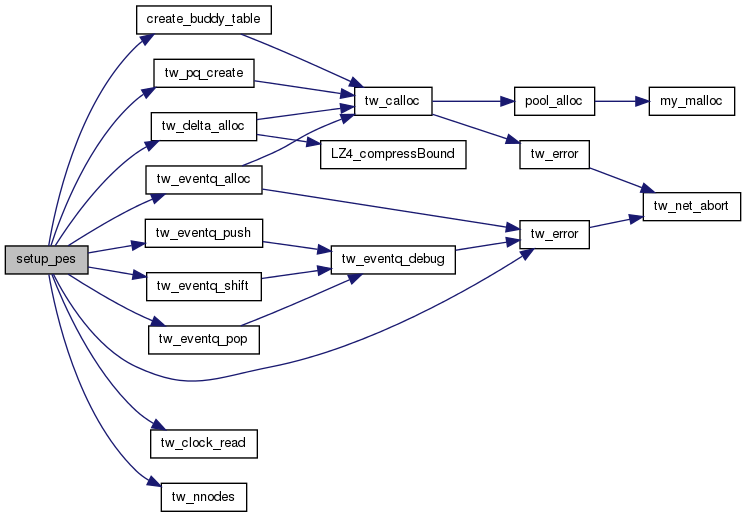 create_buddy_table
tw_pq_create
tw_calloc
pool_alloc
my_malloc
tw_delta_alloc
LZ4_compressBound
tw_error
tw_eventq_alloc
tw_net_abort
tw_eventq_push
tw_error
setup_pes
tw_eventq_debug
tw_eventq_shift
tw_eventq_pop
tw_clock_read
tw_nnodes